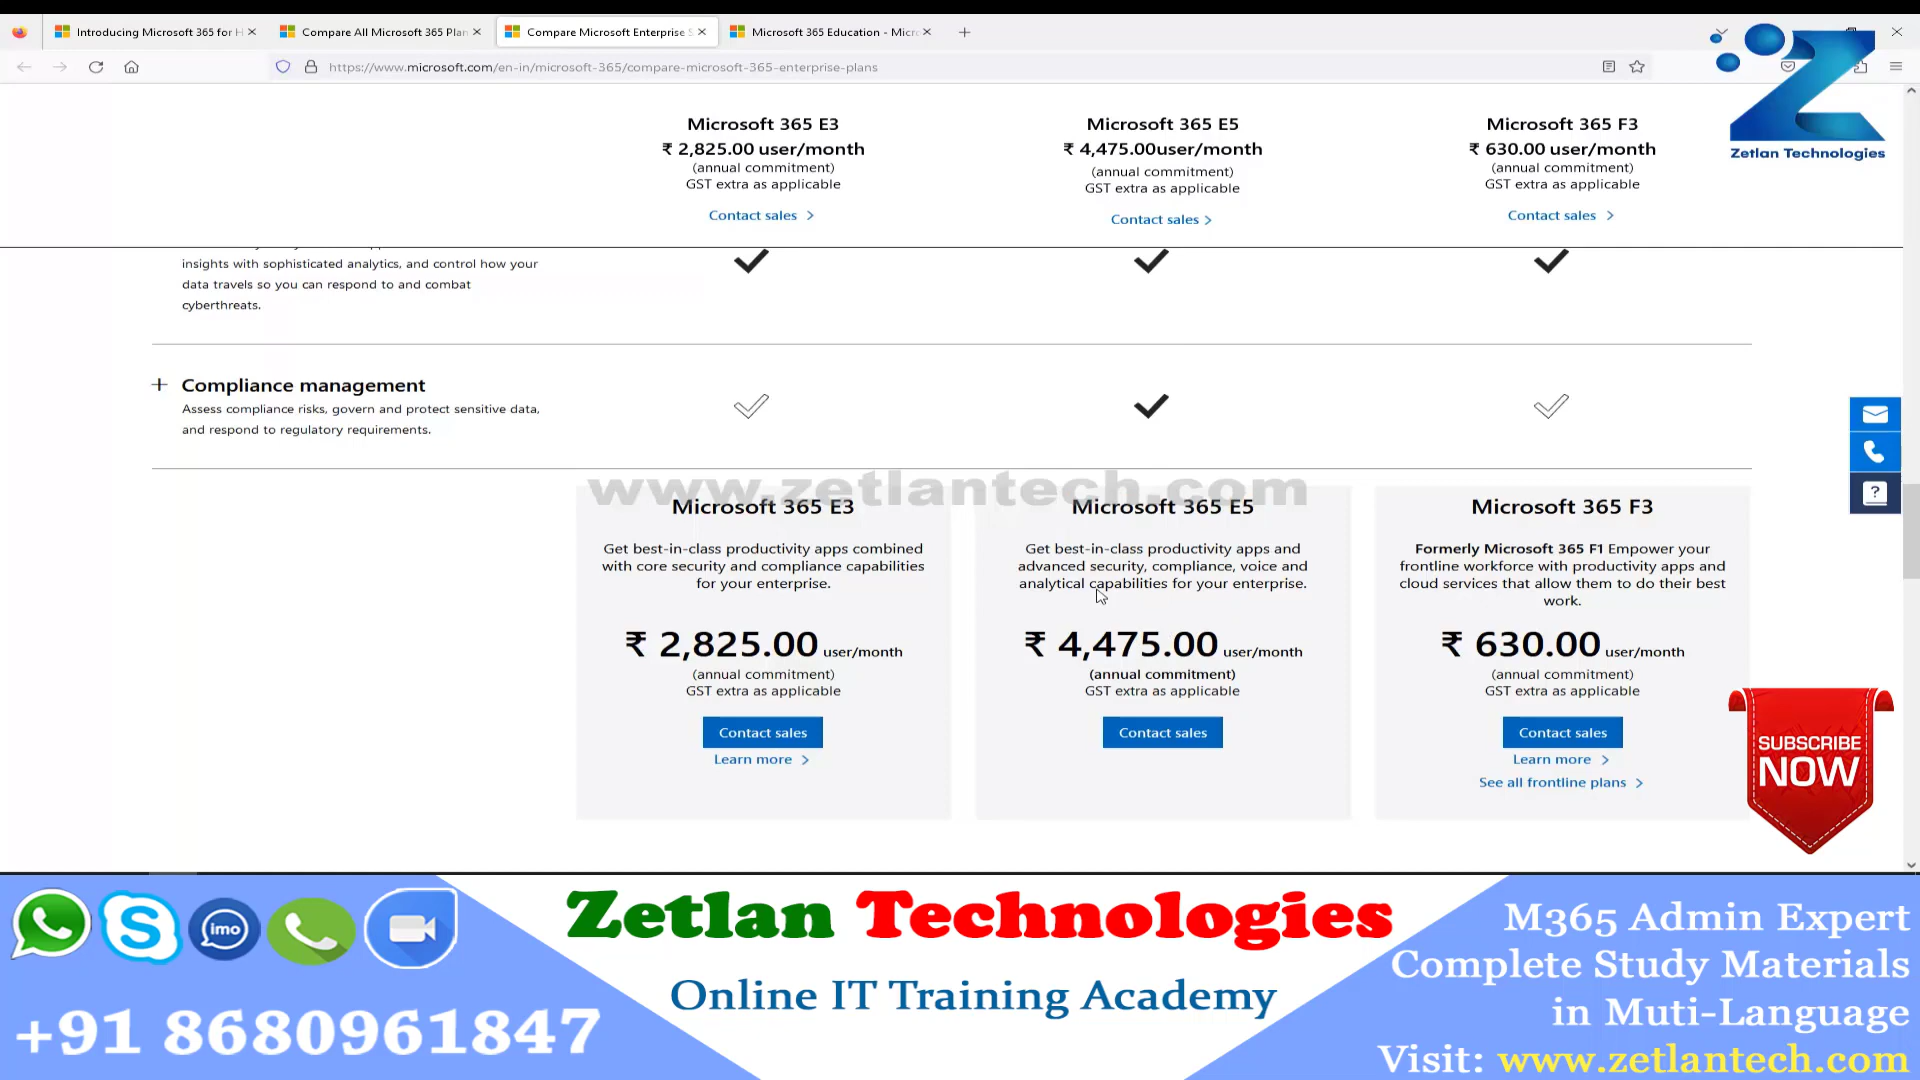 Introducing Microsoft 365 for H
Compare All Microsoft 365 Plan
Compare Microsoft Enterprise S
Microsoft 365 Education - Micro
https://www.microsoft.com/en-in/microsoft-365/compare-microsoft-365-enterprise-plans
Zetlan Technologies
Microsoft 365 E3
₹ 2,825.00 user/month
(annual commitment)
GST extra as applicable
Contact sales >
Microsoft 365 E5
₹ 4,475.00user/month
(annual commitment)
GST extra as applicable
Contact sales >
Microsoft 365 F3
₹ 630.00 user/month
(annual commitment)
GST extra as applicable
Contact sales >
insights with sophisticated analytics, and control how your
data travels so you can respond to and combat
cyberthreats.
+ Compliance management
Assess compliance risks, govern and protect sensitive data,
and respond to regulatory requirements.
www.zetlantech.com
Microsoft 365 E3
Get best-in-class productivity apps combined
with core security and compliance capabilities
for your enterprise.
₹ 2,825.00 user/month
(annual commitment)
GST extra as applicable
Contact sales
Learn more >
Microsoft 365 E5
Get best-in-class productivity apps and
advanced security, compliance, voice and
analytical capabilities for your enterprise.
₹ 4,475.00 user/month
(annual commitment)
GST extra as applicable
Contact sales
Microsoft 365 F3
Formerly Microsoft 365 F1 Empower your
frontline workforce with productivity apps and
cloud services that allow them to do their best
work.
₹ 630.00 user/month
(annual commitment)
GST extra as applicable
Contact sales
Learn more >
See all frontline plans >
?
SUBSCRIBE
NOW
S
imo
+91 8680961847
Zetlan Technologies
Online IT Training Academy
M365 Admin Expert
Complete Study Materials
in Muti-Language
Visit: www.zetlantech.com